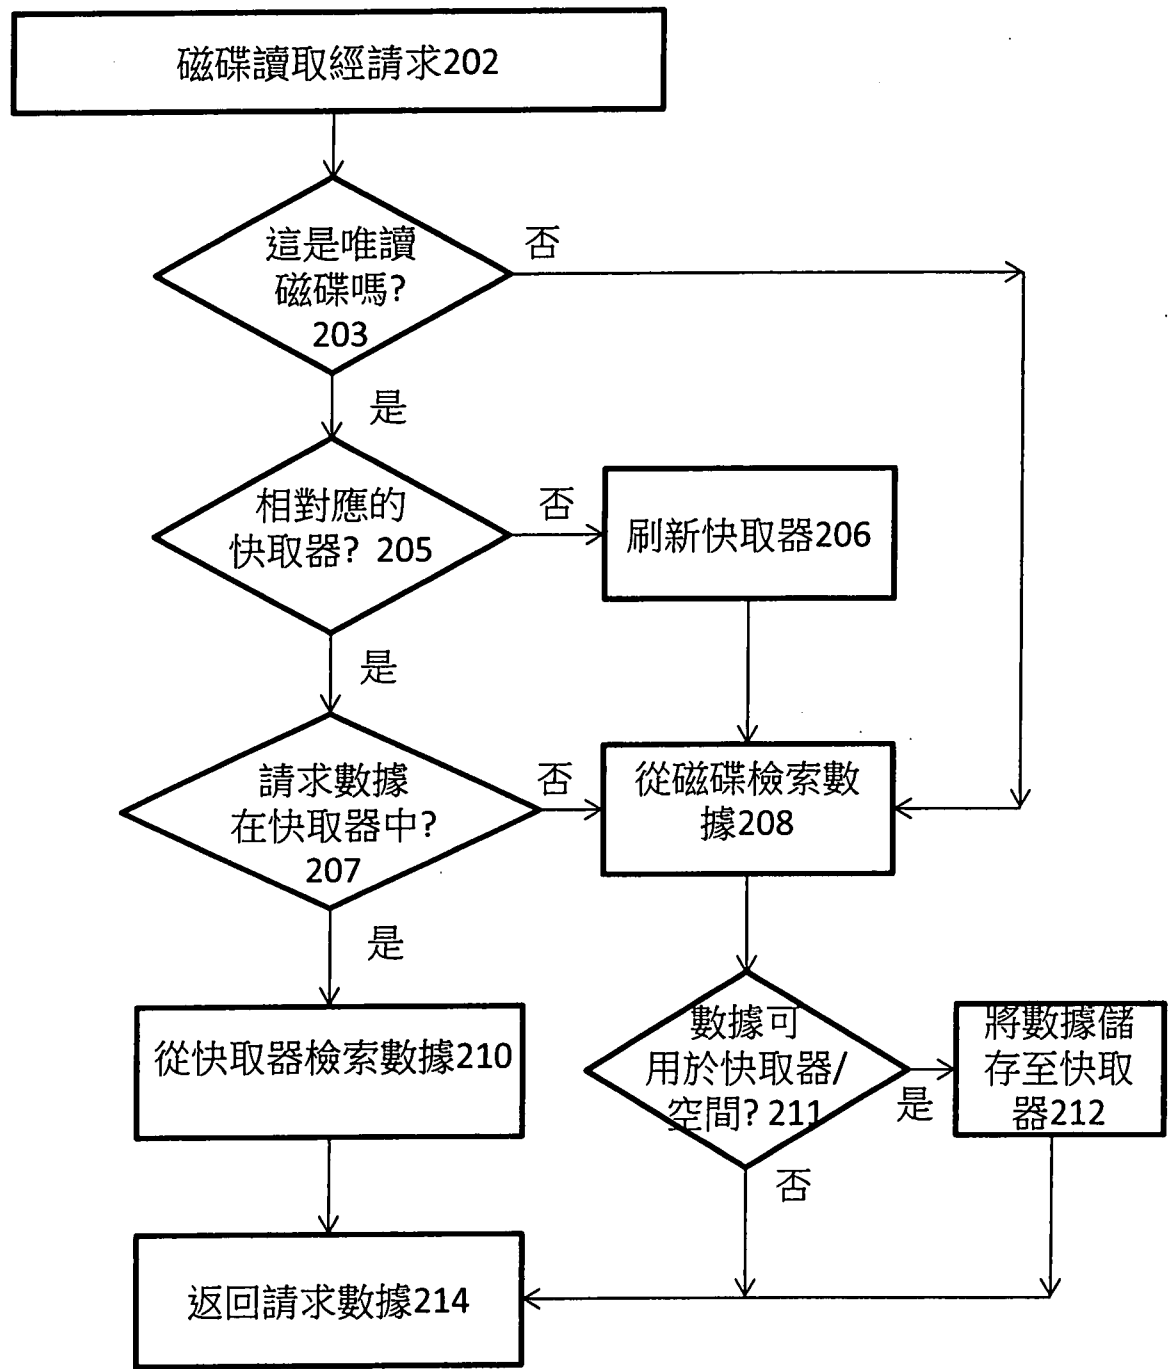 磁碟讀取經請求202
這是唯讀
磁碟嗎?
203
否
是
相對應的
快取器? 205
否
刷新快取器206
是
請求數據
在快取器中?
207
否
從磁碟檢索數
據208
是
從快取器檢索數據210
數據可
用於快取器/
空間? 211
是
將數據儲
存至快取
器212
否
返回請求數據214